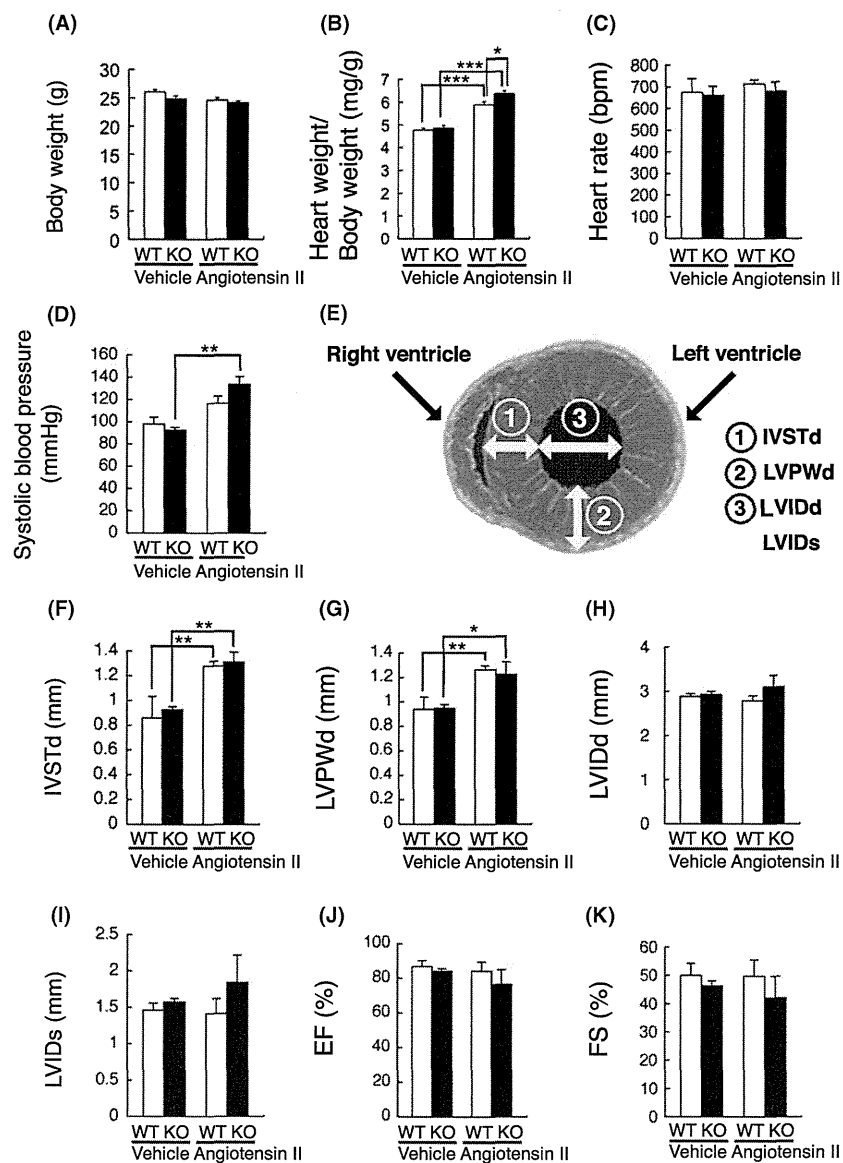 (A)
Body weight (g)
30
25
20
15
10
5
0
WT KO WT KO
Vehicle Angiotensin II
(B)
Heart weight/
Body weight (mg/g)
7
6
5
4
3
2
1
0
*
***
***
WT KO WT KO
Vehicle Angiotensin II
(C)
Heart rate (bpm)
800
700
600
500
400
300
200
100
0
WT KO WT KO
Vehicle Angiotensin II
(D)
Systolic blood pressure
(mmHg)
160
140
120
100
80
60
40
20
0
**
WT KO WT KO
Vehicle Angiotensin II
(E)
Right ventricle
Left ventricle
1
3
2
1 IVSTd
2 LVPWd
3 LVIDd
LVIDs
(F)
IVSTd (mm)
1.4
1.2
1
0.8
0.6
0.4
0.2
0
**
**
WT KO WT KO
Vehicle Angiotensin II
(G)
LVPWd (mm)
1.4
1.2
1
0.8
0.6
0.4
0.2
0
*
**
WT KO WT KO
Vehicle Angiotensin II
(H)
LVIDd (mm)
4
3
2
1
0
WT KO WT KO
Vehicle Angiotensin II
(I)
LVIDs (mm)
2.5
2
1.5
1
0.5
0
WT KO WT KO
Vehicle Angiotensin II
(J)
EF (%)
100
80
60
40
20
0
WT KO WT KO
Vehicle Angiotensin II
(K)
FS (%)
60
50
40
30
20
10
0
WT KO WT KO
Vehicle Angiotensin II